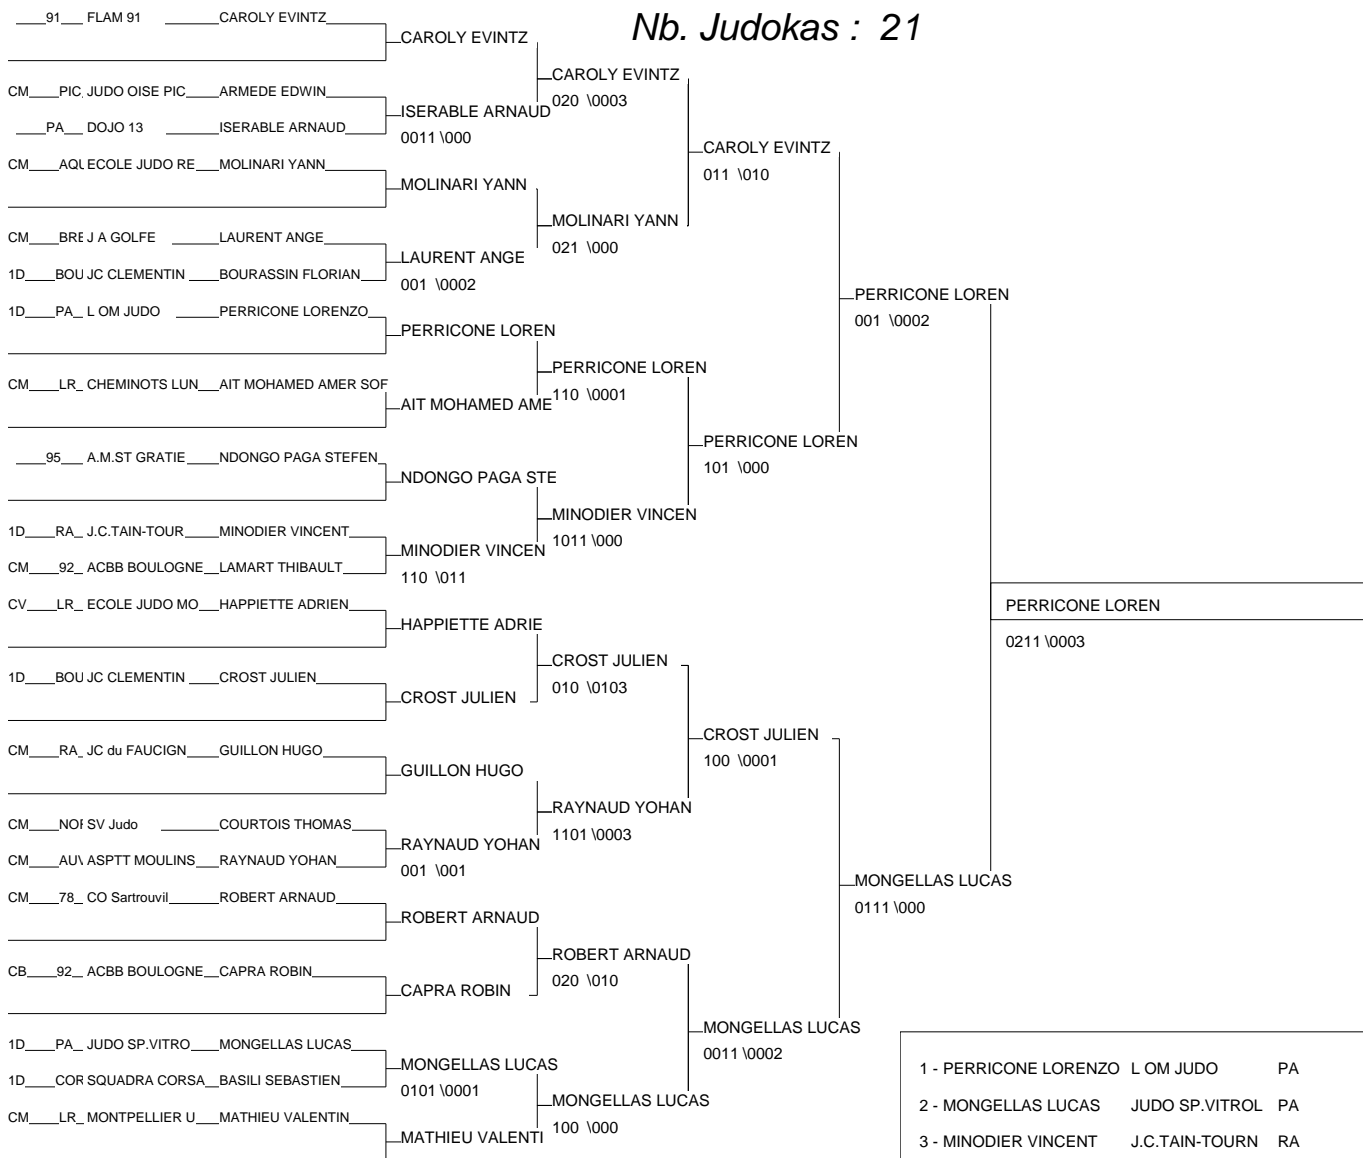 Nb. Judokas : 21
91 FLAM 91 CAROLY EVINTZ
CAROLY EVINTZ
CAROLY EVINTZ
020 \0003
CM PIC JUDO OISE PIC ARMEDE EDWIN
ISERABLE ARNAUD
0011 \000
PA DOJO 13 ISERABLE ARNAUD
CAROLY EVINTZ
011 \010
CM AQU ECOLE JUDO RE MOLINARI YANN
MOLINARI YANN
MOLINARI YANN
021 \000
CM BRE J A GOLFE LAURENT ANGE
LAURENT ANGE
001 \0002
1D BOU JC CLEMENTIN BOURASSIN FLORIAN
PERRICONE LOREN
001 \0002
1D PA L OM JUDO PERRICONE LORENZO
PERRICONE LOREN
PERRICONE LOREN
110 \0001
CM LR CHEMINOTS LUN AIT MOHAMED AMER SOF
AIT MOHAMED AME
PERRICONE LOREN
101 \000
95 A.M.ST GRATIE NDONGO PAGA STEFEN
NDONGO PAGA STE
MINODIER VINCEN
1011 \000
1D RA J.C.TAIN-TOUR MINODIER VINCENT
MINODIER VINCEN
110 \011
CM 92 ACBB BOULOGNE LAMART THIBAULT
PERRICONE LOREN
0211 \0003
CV LR ECOLE JUDO MO HAPPIETTE ADRIEN
HAPPIETTE ADRIE
CROST JULIEN
010 \0103
1D BOU JC CLEMENTIN CROST JULIEN
CROST JULIEN
CROST JULIEN
100 \0001
CM RA JC du FAUCIGN GUILLON HUGO
GUILLON HUGO
RAYNAUD YOHAN
1101 \0003
CM NOR SV Judo COURTOIS THOMAS
RAYNAUD YOHAN
001 \001
CM AUV ASPTT MOULINS RAYNAUD YOHAN
MONGELLAS LUCAS
0111 \000
CM 78 CO Sartrouvil ROBERT ARNAUD
ROBERT ARNAUD
ROBERT ARNAUD
020 \010
CB 92 ACBB BOULOGNE CAPRA ROBIN
CAPRA ROBIN
MONGELLAS LUCAS
0011 \0002
1D PA JUDO SP.VITRO MONGELLAS LUCAS
MONGELLAS LUCAS
0101 \0001
1D COR SQUADRA CORSA BASILI SEBASTIEN
MONGELLAS LUCAS
100 \000
CM LR MONTPELLIER U MATHIEU VALENTIN
MATHIEU VALENTI
1 - PERRICONE LORENZO L OM JUDO PA
2 - MONGELLAS LUCAS JUDO SP.VITROL PA
3 - MINODIER VINCENT J.C.TAIN-TOURN RA